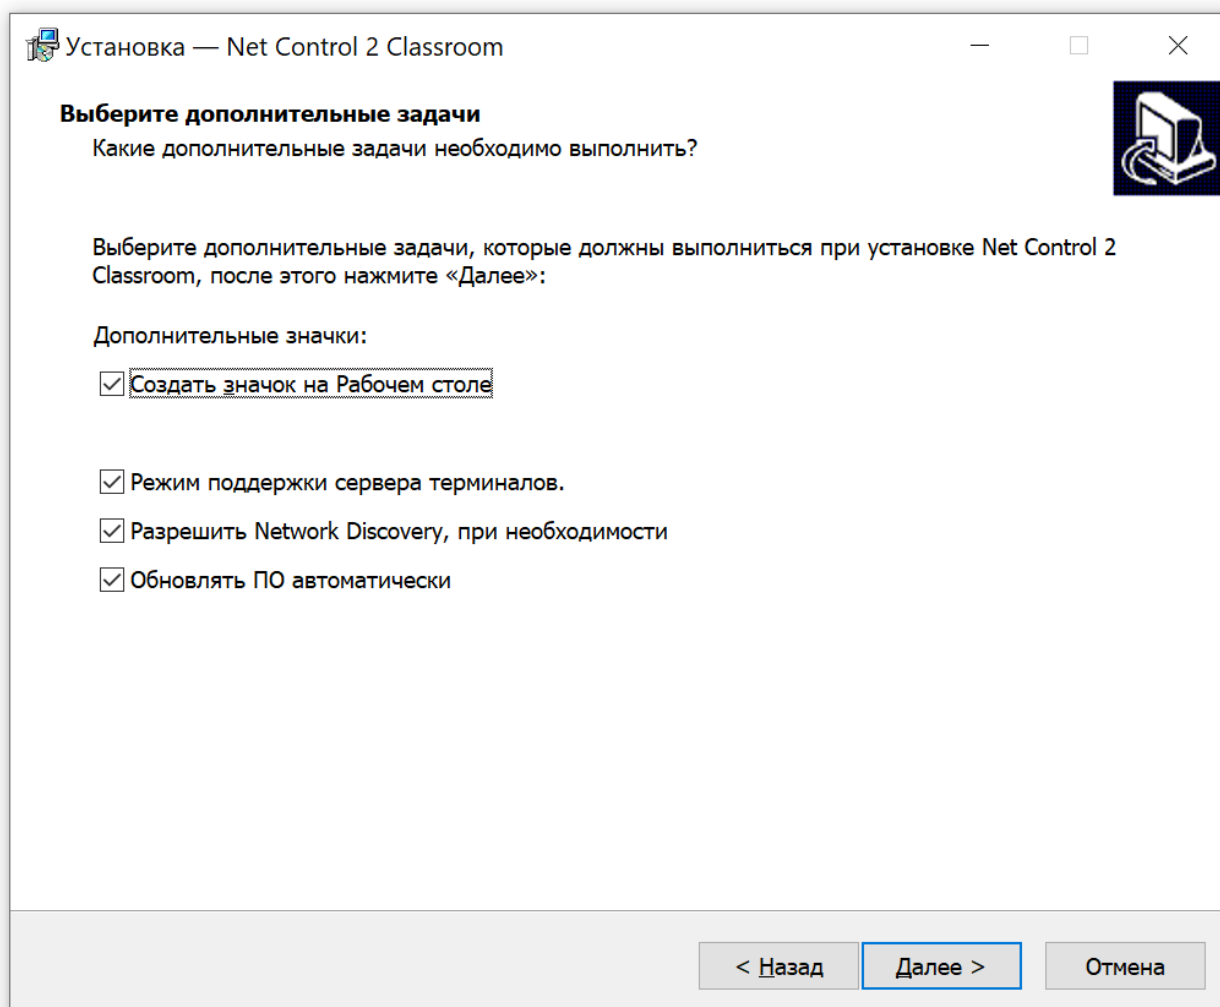 Установка — Net Control 2 Classroom
Выберите дополнительные задачи
Какие дополнительные задачи необходимо выполнить?
Выберите дополнительные задачи, которые должны выполниться при установке Net Control 2
Classroom, после этого нажмите «Далее»:
Дополнительные значки:
Создать значок на Рабочем столе
Режим поддержки сервера терминалов.
Разрешить Network Discovery, при необходимости
Обновлять ПО автоматически
< Назад Далее > Отмена